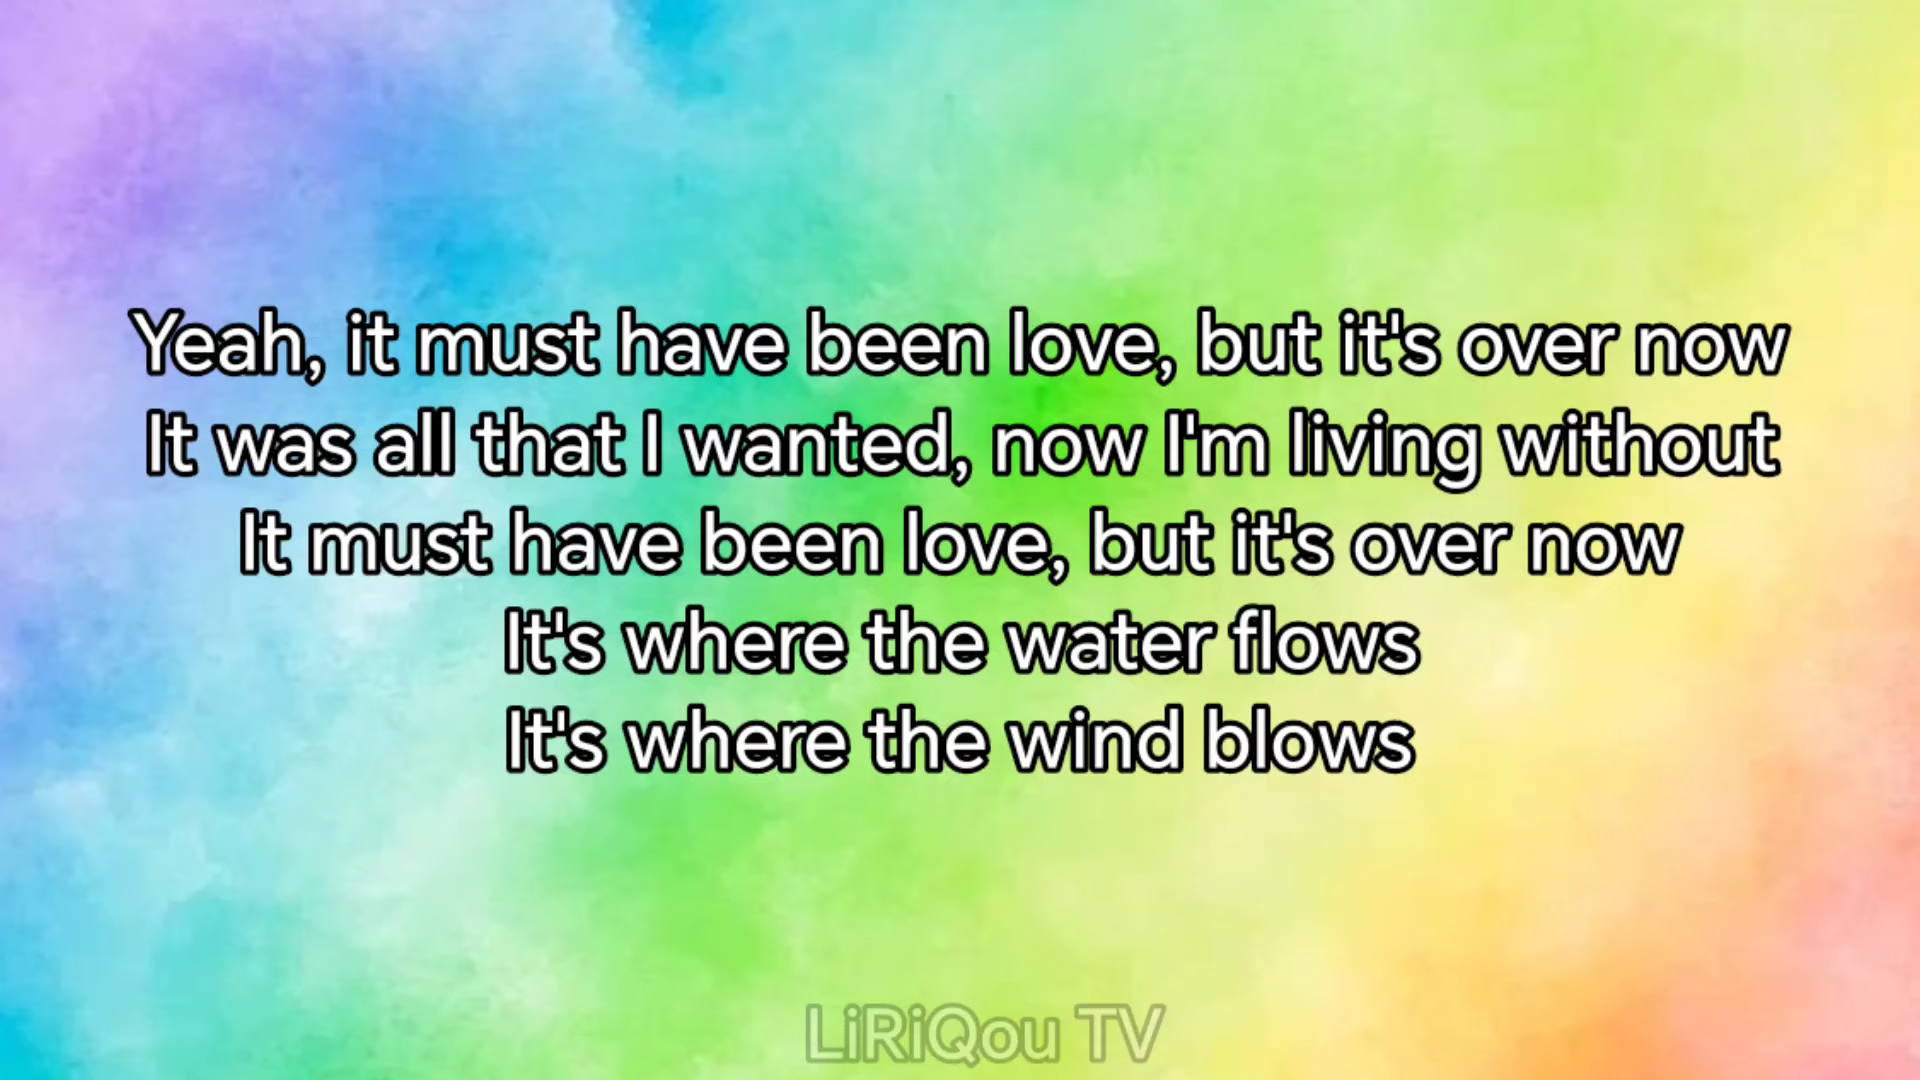 Yeah, it must have been love, but it's over now
It was all that I wanted, now I'm living without
It must have been love, but it's over now
It's where the water flows
It's where the wind blows
LiRiQou TV